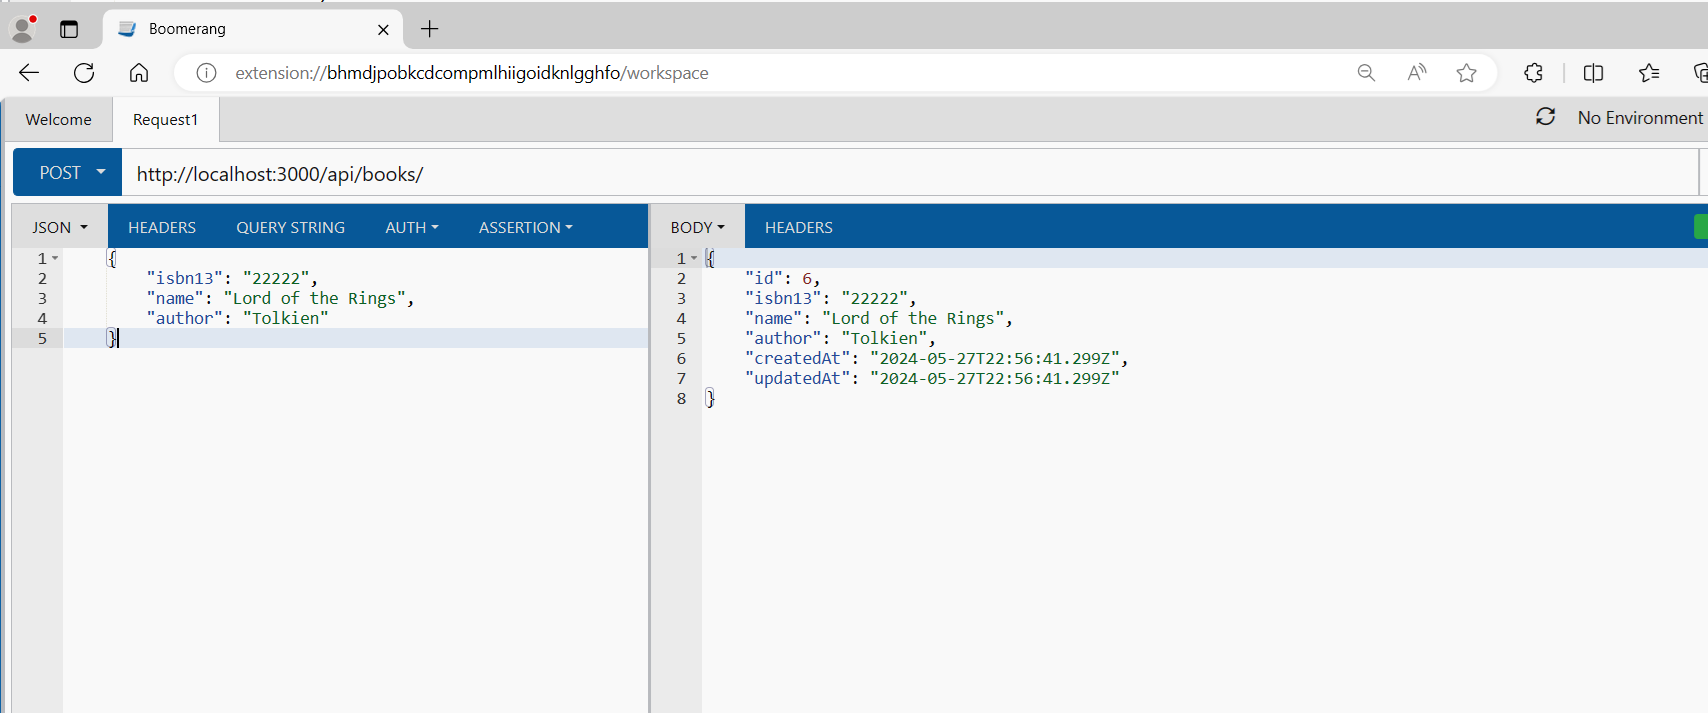 Boomerang
extension://bhmdjpobkcdcompmlhiigoidknlgghfo/workspace
Welcome Request1 No Environment
POST http://localhost:3000/api/books/
JSON HEADERS QUERY STRING AUTH ASSERTION BODY HEADERS
1 {
2 "isbn13": "22222",
3 "name": "Lord of the Rings",
4 "author": "Tolkien"
5 }
1 {
2 "id": 6,
3 "isbn13": "22222",
4 "name": "Lord of the Rings",
5 "author": "Tolkien",
6 "createdAt": "2024-05-27T22:56:41.299Z",
7 "updatedAt": "2024-05-27T22:56:41.299Z"
8 }